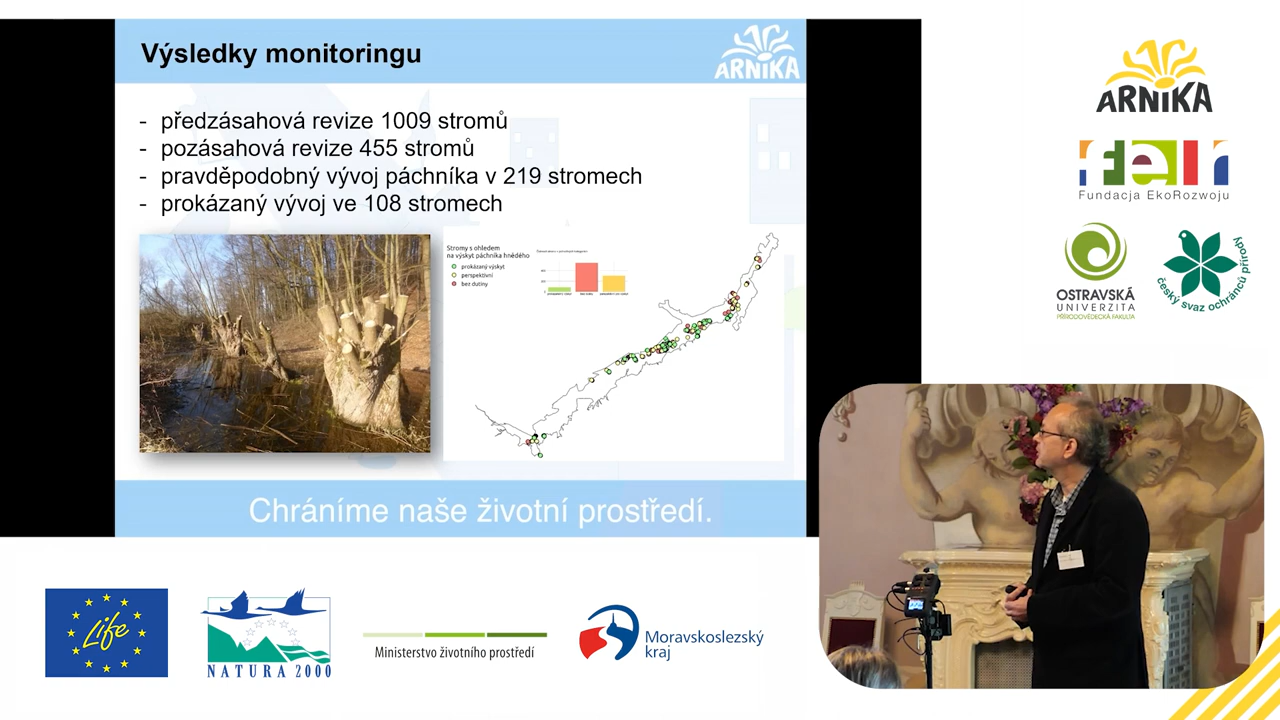 Výsledky monitoringu
ARNIKA
- předzásahová revize 1009 stromů
- pozásahová revize 455 stromů
- pravděpodobný vývoj páchníka v 219 stromech
- prokázaný vývoj ve 108 stromech
Stromy s ohledem
na výskyt páchníka hnědého
prokázaný výskyt
perspektivní
bez dutiny
Chráníme naše životní prostředí.
ARNIKA
feri
Fundacja EkoRozwoju
OSTRAVSKÁ
UNIVERZITA
PŘÍRODOVĚDECKÁ FAKULTA
český svaz ochránců přírody
Life
NATURA 2000
Ministerstvo životního prostředí
Moravskoslezský
kraj